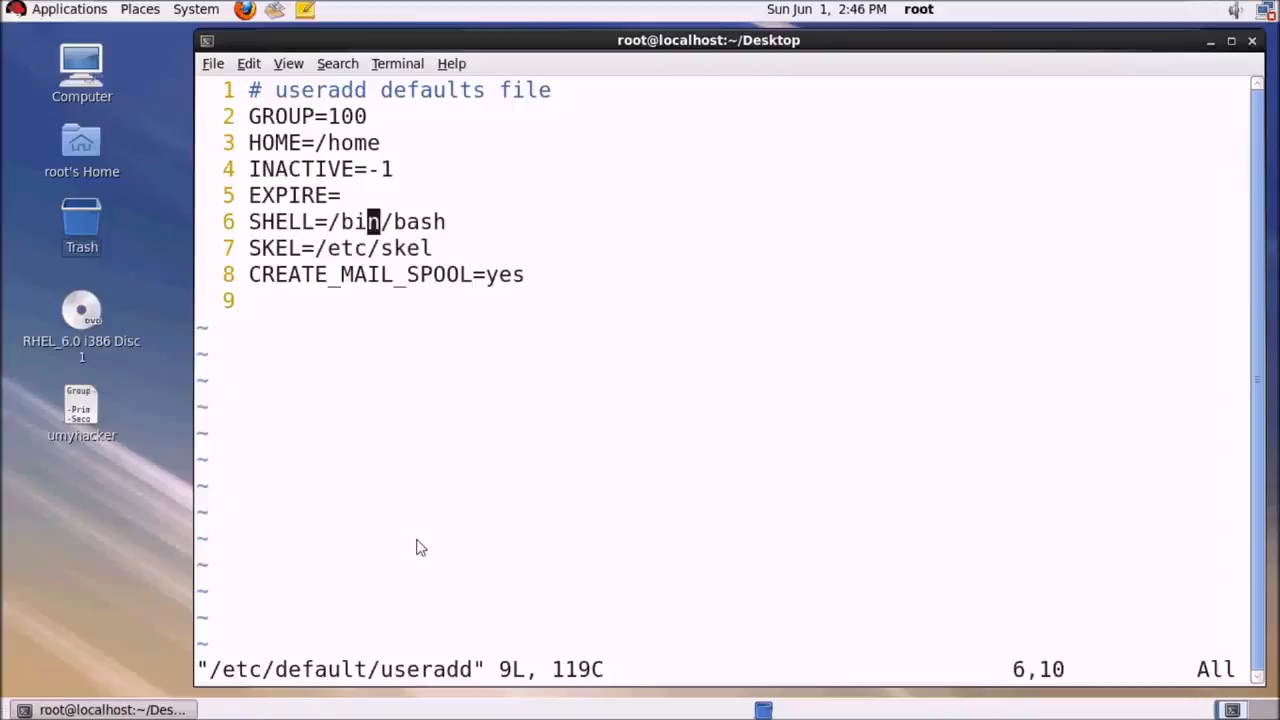 Applications Places System
Sun Jun 1, 2:46 PM root
root@localhost:~/Desktop
File Edit View Search Terminal Help
Computer
root's Home
Trash
RHEL_6.0 i386 Disc
1
Group
-Prim
-Seco
umyhacker
1 # useradd defaults file
2 GROUP=100
3 HOME=/home
4 INACTIVE=-1
5 EXPIRE=
6 SHELL=/bin/bash
7 SKEL=/etc/skel
8 CREATE_MAIL_SPOOL=yes
9
~
~
~
~
~
~
~
~
~
~
~
~
~
"/etc/default/useradd" 9L, 119C 6,10 All
root@localhost:~/Des...